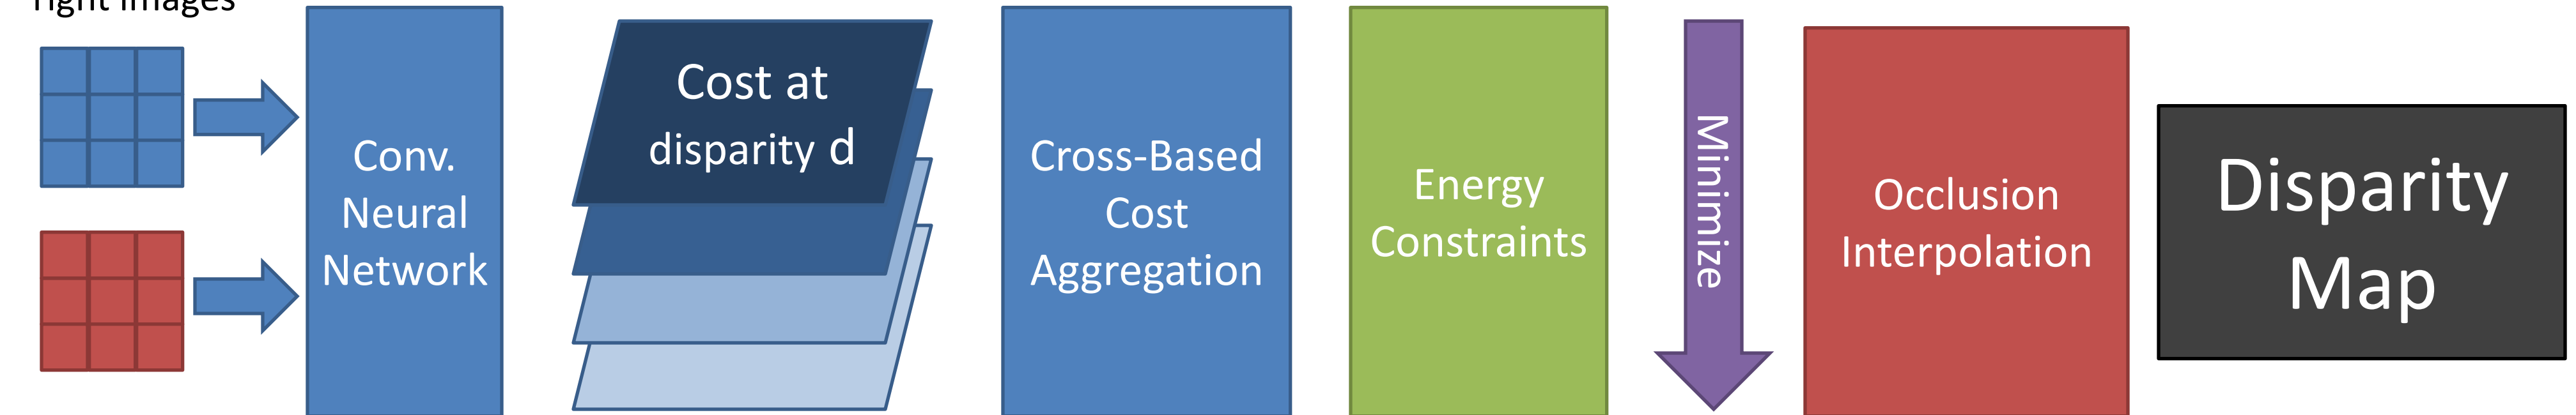 right images
Conv.
Neural
Network
Cost at
disparity d
Cross-Based
Cost
Aggregation
Energy
Constraints
Minimize
Occlusion
Interpolation
Disparity
Map